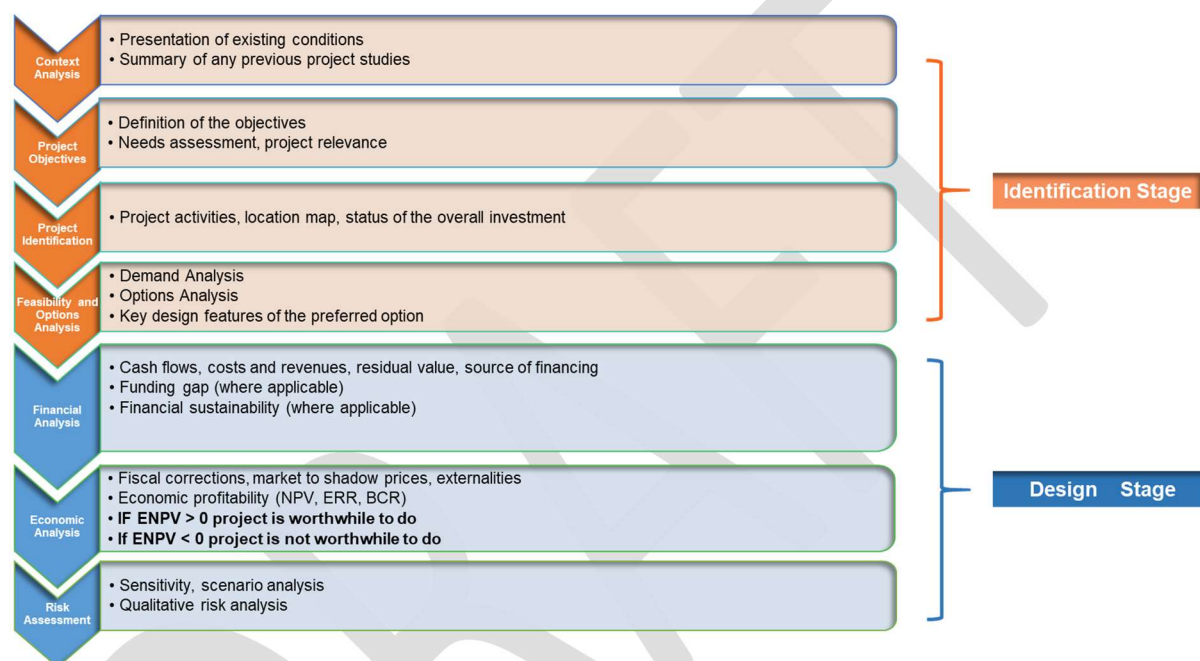 Context
Analysis
• Presentation of existing conditions
• Summary of any previous project studies
Project
Objectives
• Definition of the objectives
• Needs assessment, project relevance
Project
Identification
• Project activities, location map, status of the overall investment
Feasibility and
Options
Analysis
• Demand Analysis
• Options Analysis
• Key design features of the preferred option
Identification Stage
Financial
Analysis
• Cash flows, costs and revenues, residual value, source of financing
• Funding gap (where applicable)
• Financial sustainability (where applicable)
Economic
Analysis
• Fiscal corrections, market to shadow prices, externalities
• Economic profitability (NPV, ERR, BCR)
• IF ENPV > 0 project is worthwhile to do
• If ENPV < 0 project is not worthwhile to do
Risk
Assessment
• Sensitivity, scenario analysis
• Qualitative risk analysis
Design Stage